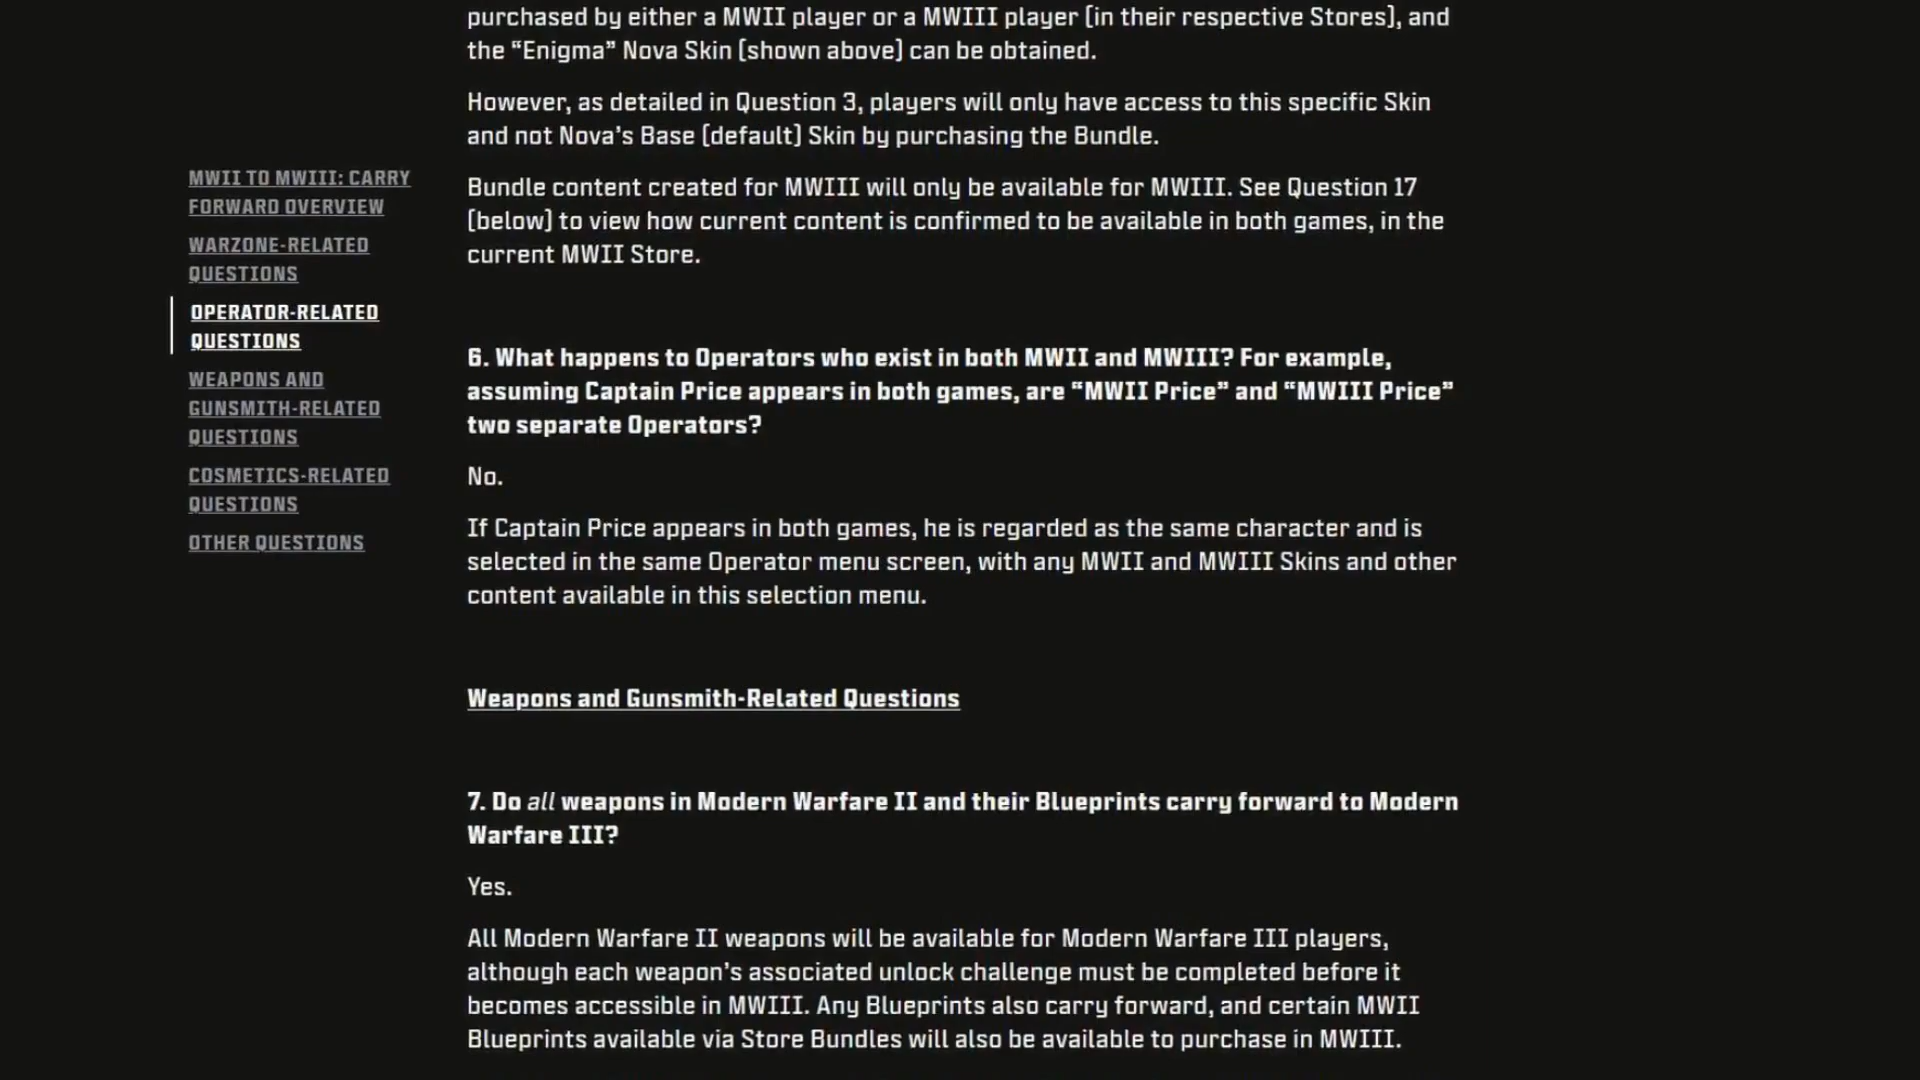 purchased by either a MWII player or a MWIII player (in their respective Stores), and
the “Enigma” Nova Skin (shown above) can be obtained.
However, as detailed in Question 3, players will only have access to this specific Skin
and not Nova’s Base (default) Skin by purchasing the Bundle.
Bundle content created for MWIII will only be available for MWIII. See Question 17
(below) to view how current content is confirmed to be available in both games, in the
current MWII Store.
MWII TO MWIII: CARRY
FORWARD OVERVIEW
WARZONE-RELATED
QUESTIONS
OPERATOR-RELATED
QUESTIONS
WEAPONS AND
GUNSMITH-RELATED
QUESTIONS
COSMETICS-RELATED
QUESTIONS
OTHER QUESTIONS
6. What happens to Operators who exist in both MWII and MWIII? For example,
assuming Captain Price appears in both games, are “MWII Price” and “MWIII Price”
two separate Operators?
No.
If Captain Price appears in both games, he is regarded as the same character and is
selected in the same Operator menu screen, with any MWII and MWIII Skins and other
content available in this selection menu.
Weapons and Gunsmith-Related Questions
7. Do all weapons in Modern Warfare II and their Blueprints carry forward to Modern
Warfare III?
Yes.
All Modern Warfare II weapons will be available for Modern Warfare III players,
although each weapon’s associated unlock challenge must be completed before it
becomes accessible in MWIII. Any Blueprints also carry forward, and certain MWII
Blueprints available via Store Bundles will also be available to purchase in MWIII.